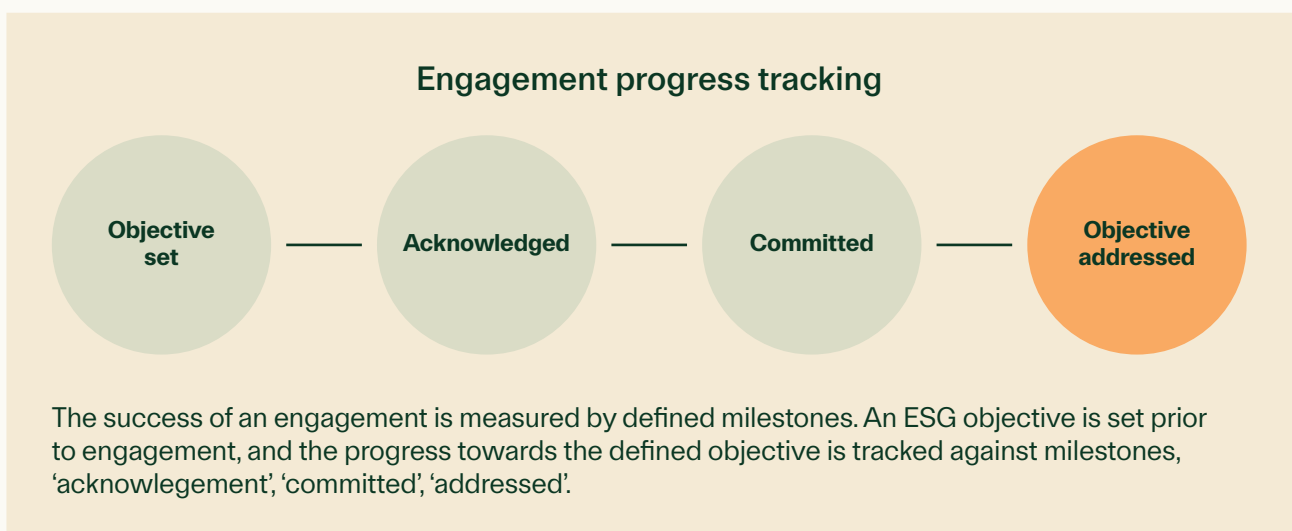 Engagement progress tracking
Objective
set
Acknowledged
Committed
Objective
addressed
The success of an engagement is measured by defined milestones. An ESG objective is set prior
to engagement, and the progress towards the defined objective is tracked against milestones,
‘acknowlegement’, ‘committed’, ‘addressed’.